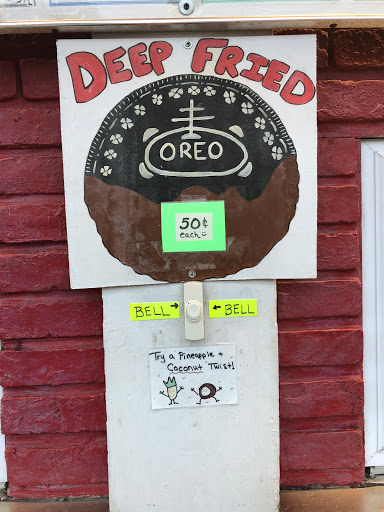 DEEP FRIED
OREO
50¢
each
BELL → ← BELL
Try a Pineapple +
Coconut Twist!